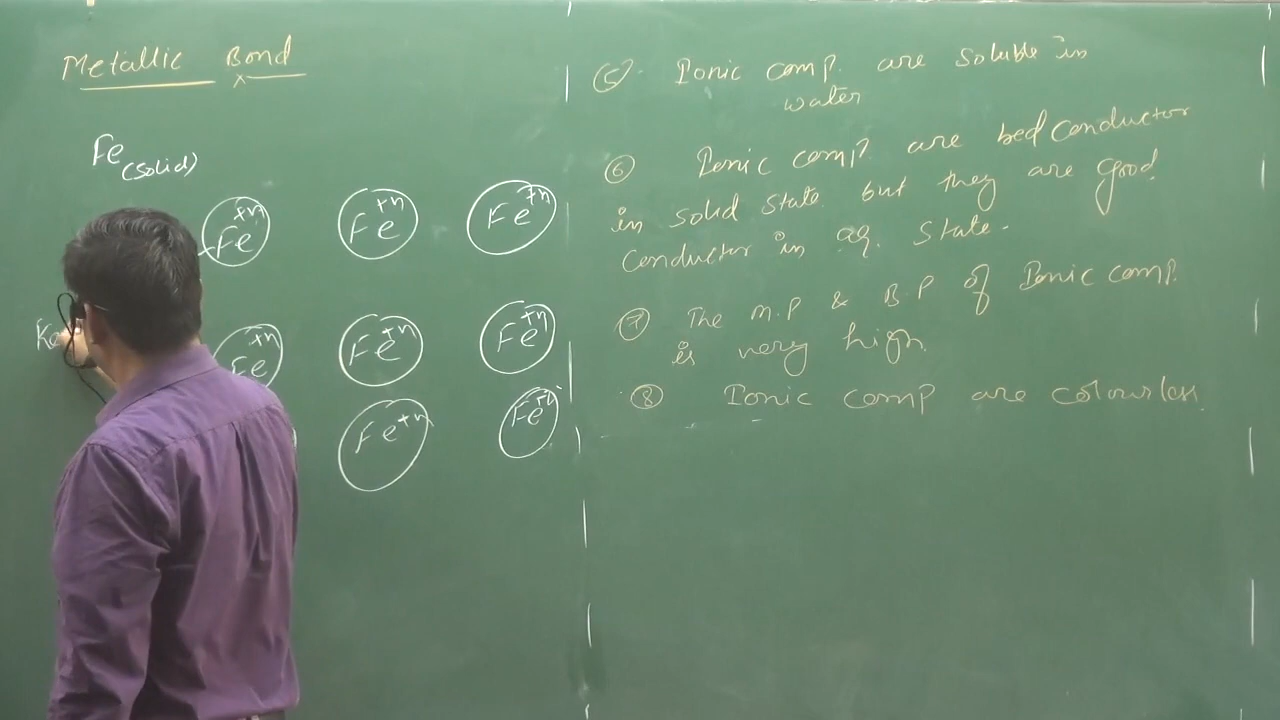 Metallic Bond
Fe(solid)
Fe+n Fe+n Fe+n
Ke
Fe+n Fe+n Fe+n
Fe+n Fe
(5) Ionic comp. are soluble in
water
(6) Ionic comp. are bed conductor
in solid state but they are good
conductor in aq. state.
(7) The M.P & B.P of Ionic comp.
is very high.
(8) Ionic comp are colourless.